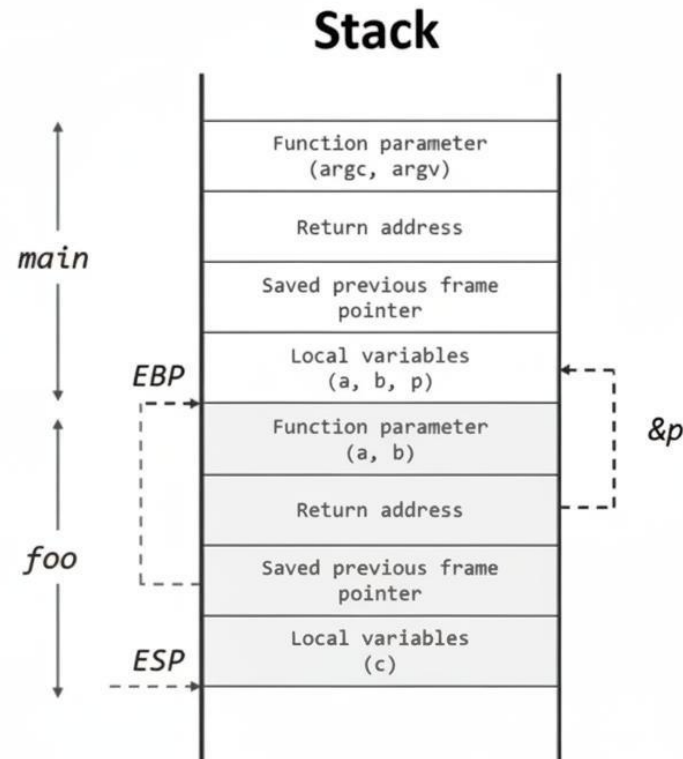 Stack
Function parameter
(argc, argv)
Return address
main
Saved previous frame
pointer
Local variables
(a, b, p)
EBP
Function parameter
(a, b)
&p
Return address
foo
Saved previous frame
pointer
Local variables
(c)
ESP